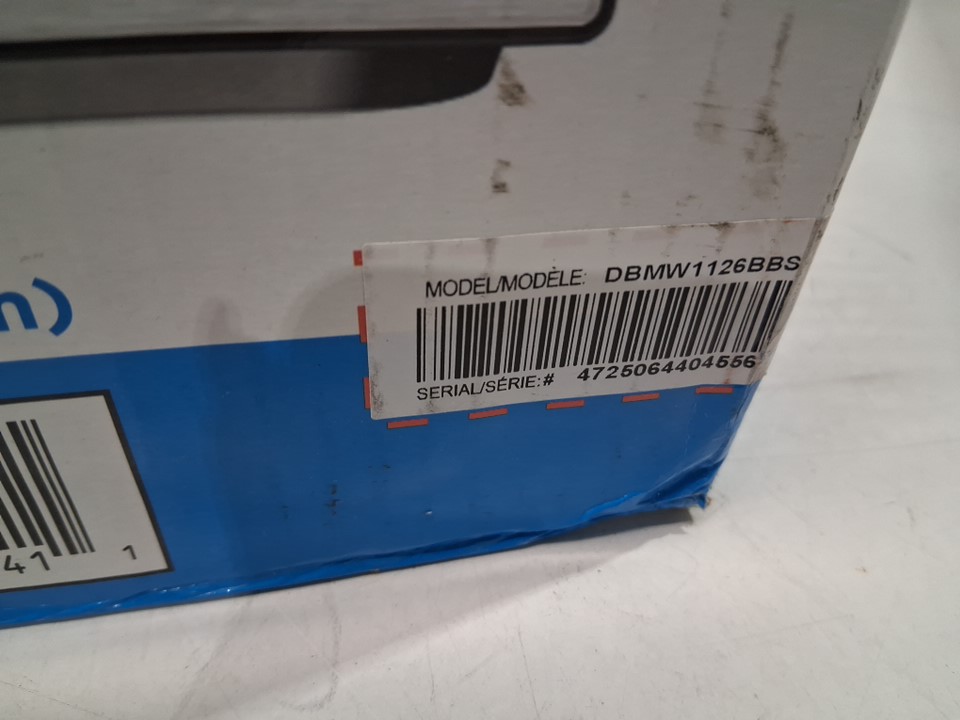 MODEL/MODÈLE: DBMW1126BBS
SERIAL/SÉRIE:# 4725064404556
n)
41 1